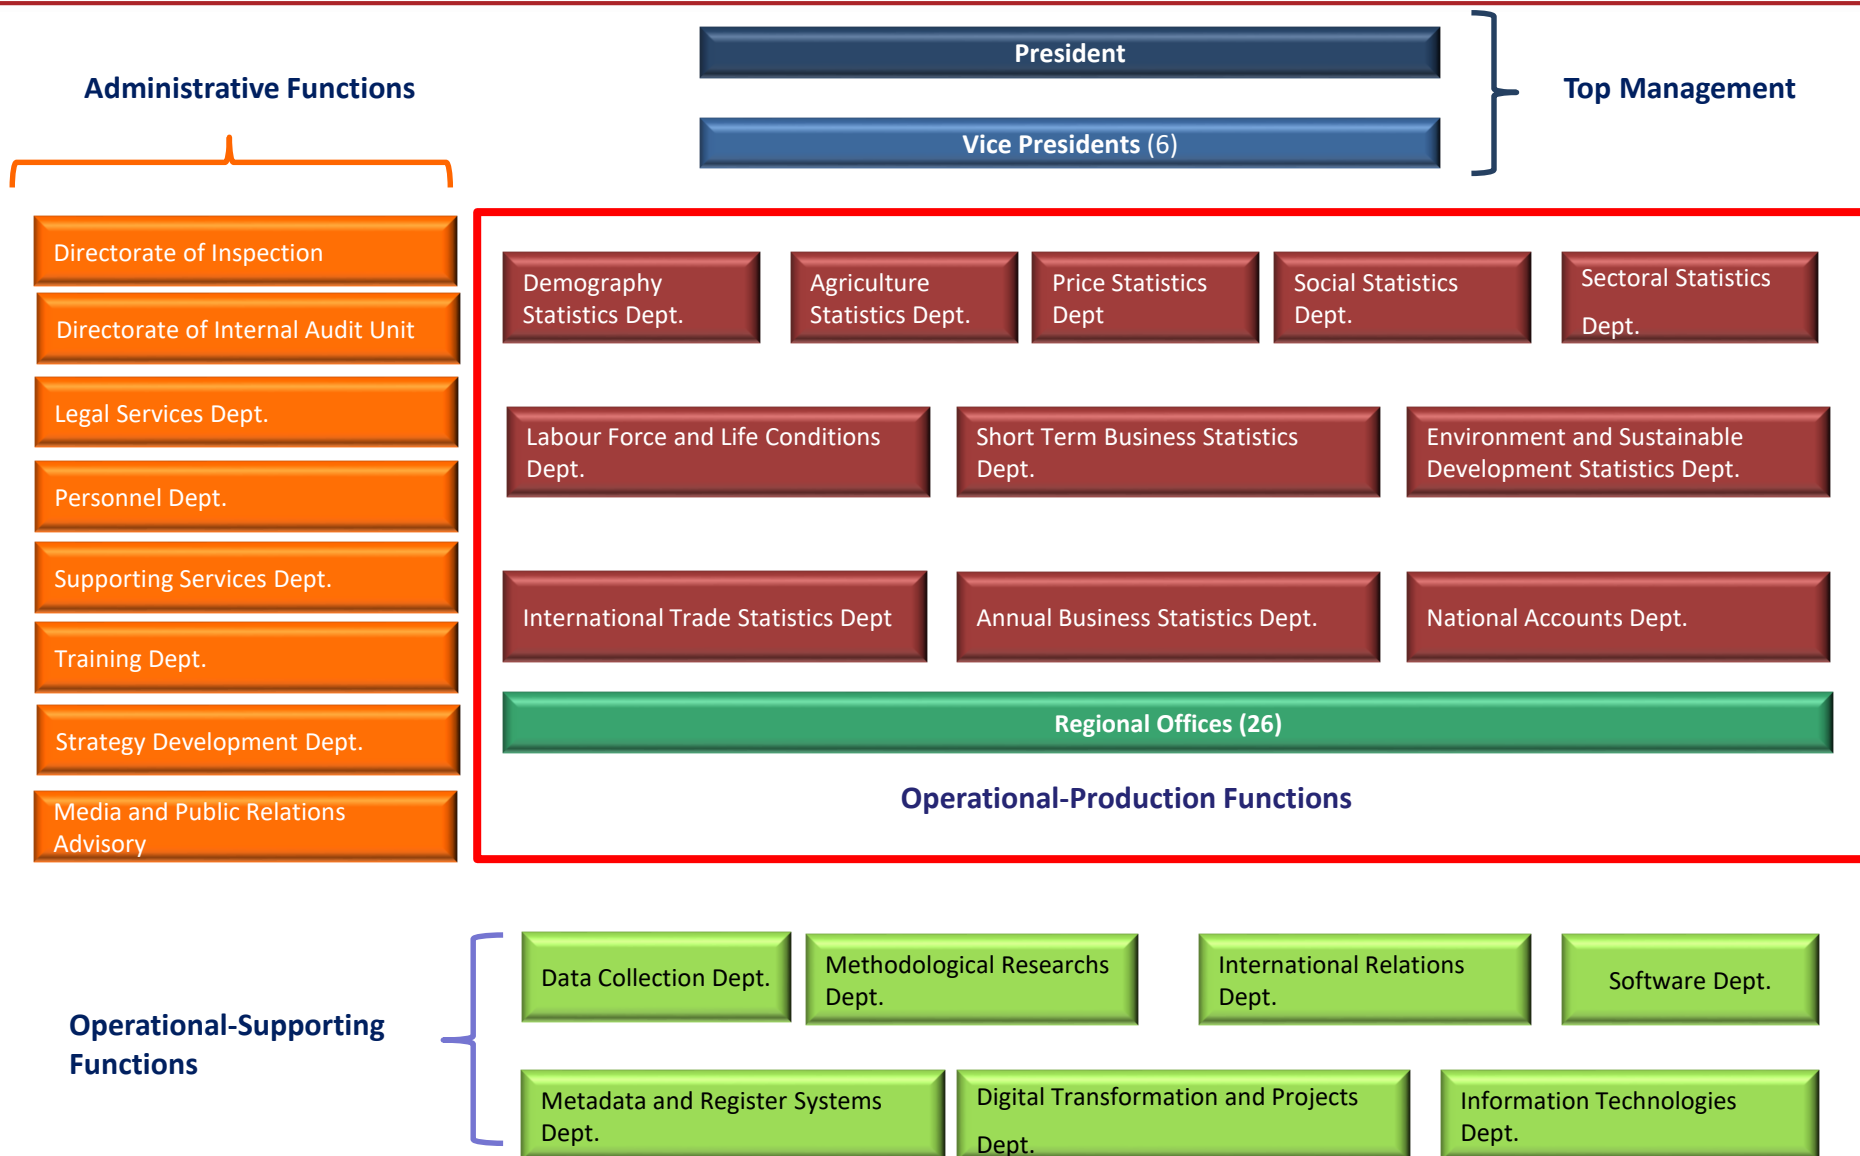 President
Administrative Functions
Top Management
Vice Presidents (6)
Directorate of Inspection
Directorate of Internal Audit Unit
Legal Services Dept.
Personnel Dept.
Supporting Services Dept.
Training Dept.
Strategy Development Dept.
Media and Public Relations
Advisory
Demography
Statistics Dept.
Agriculture
Statistics Dept.
Price Statistics
Dept
Social Statistics
Dept.
Sectoral Statistics
Dept.
Labour Force and Life Conditions
Dept.
Short Term Business Statistics
Dept.
Environment and Sustainable
Development Statistics Dept.
International Trade Statistics Dept
Annual Business Statistics Dept.
National Accounts Dept.
Regional Offices (26)
Operational-Production Functions
Operational-Supporting
Functions
Data Collection Dept.
Methodological Researchs
Dept.
International Relations
Dept.
Software Dept.
Metadata and Register Systems
Dept.
Digital Transformation and Projects
Dept.
Information Technologies
Dept.